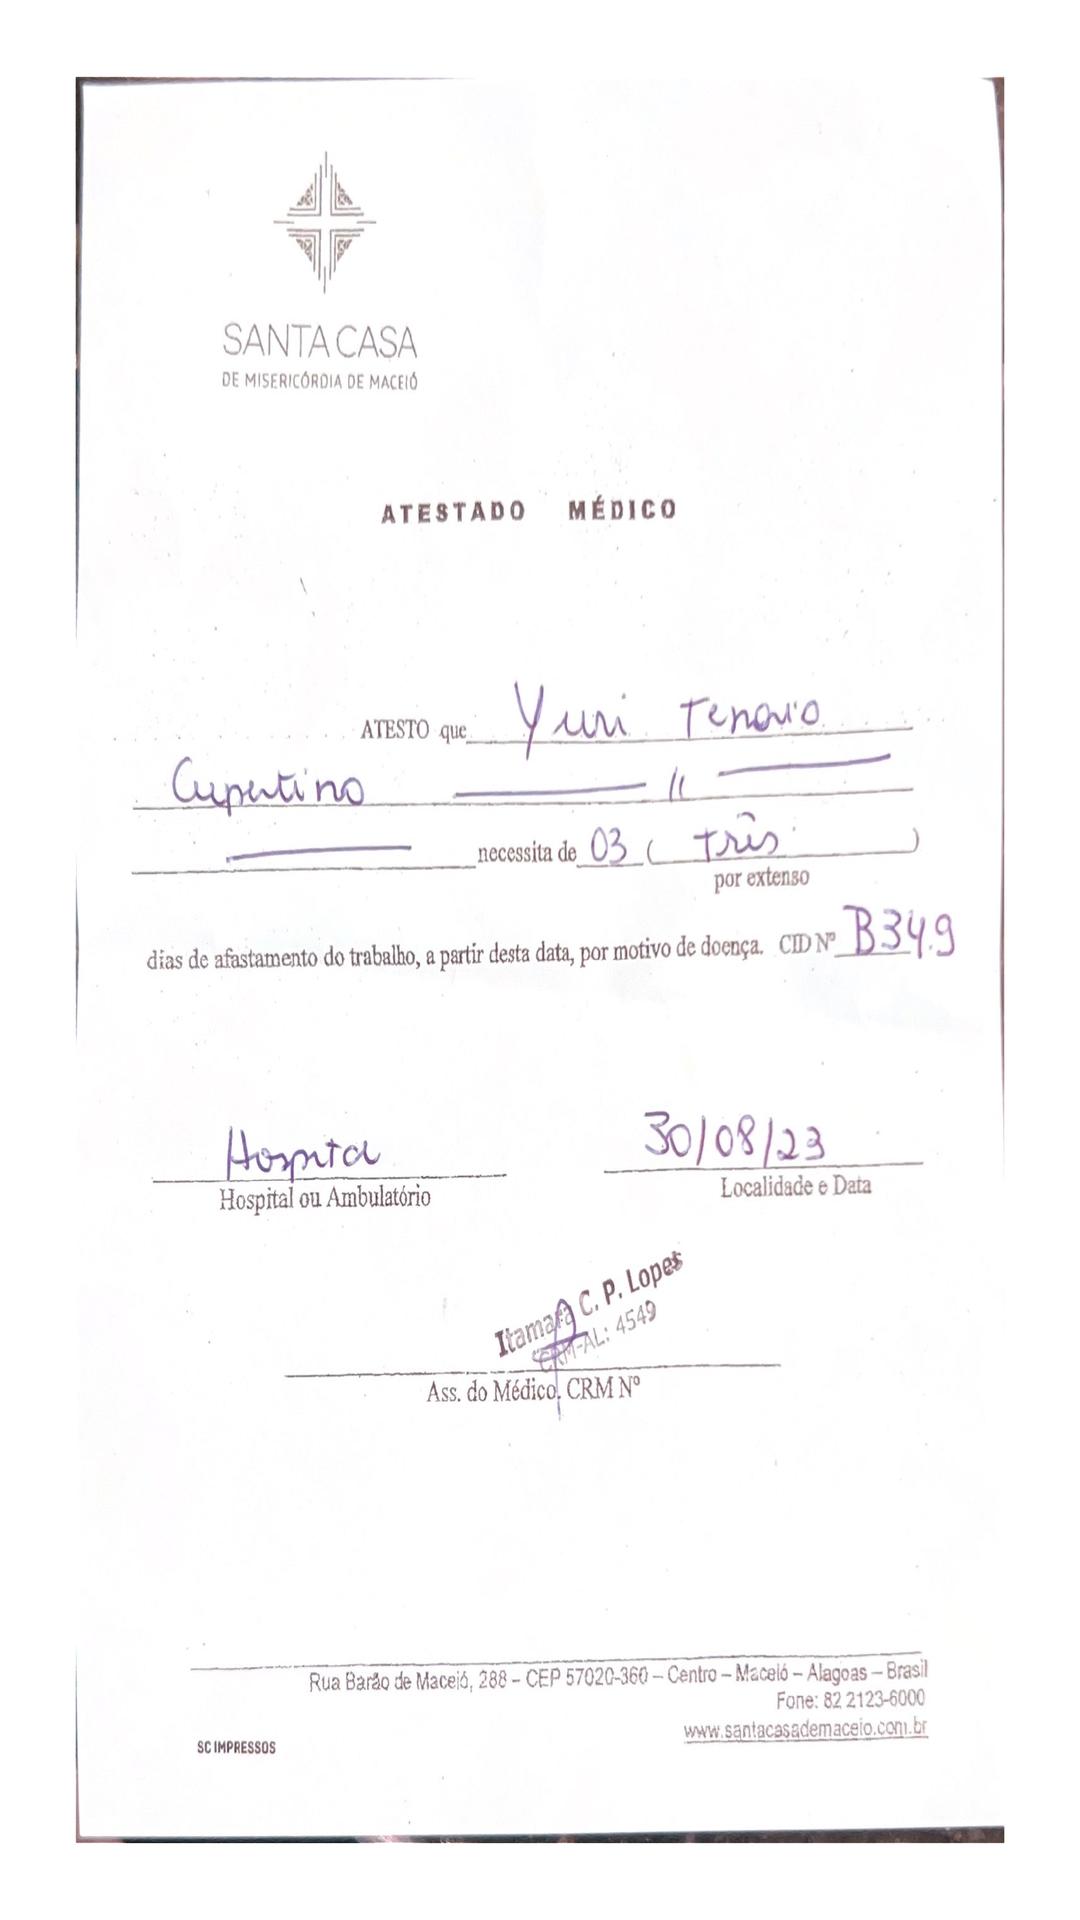 SANTA CASA
DE MISERICÓRDIA DE MACEIÓ
ATESTADO MÉDICO
ATESTO que Yuri Tenorio
Cupertino
necessita de 03 ( três )
por extenso
dias de afastamento do trabalho, a partir desta data, por motivo de doença. CID Nº B34.9
Hospital 30/08/23
Hospital ou Ambulatório Localidade e Data
Itamara C. P. Lopes
CRM-AL: 4549
Ass. do Médico, CRM Nº
Rua Barão de Maceió, 288 – CEP 57020-360 – Centro – Maceió – Alagoas – Brasil
Fone: 82 2123-6000
www.santacasademaceio.com.br
SC IMPRESSOS